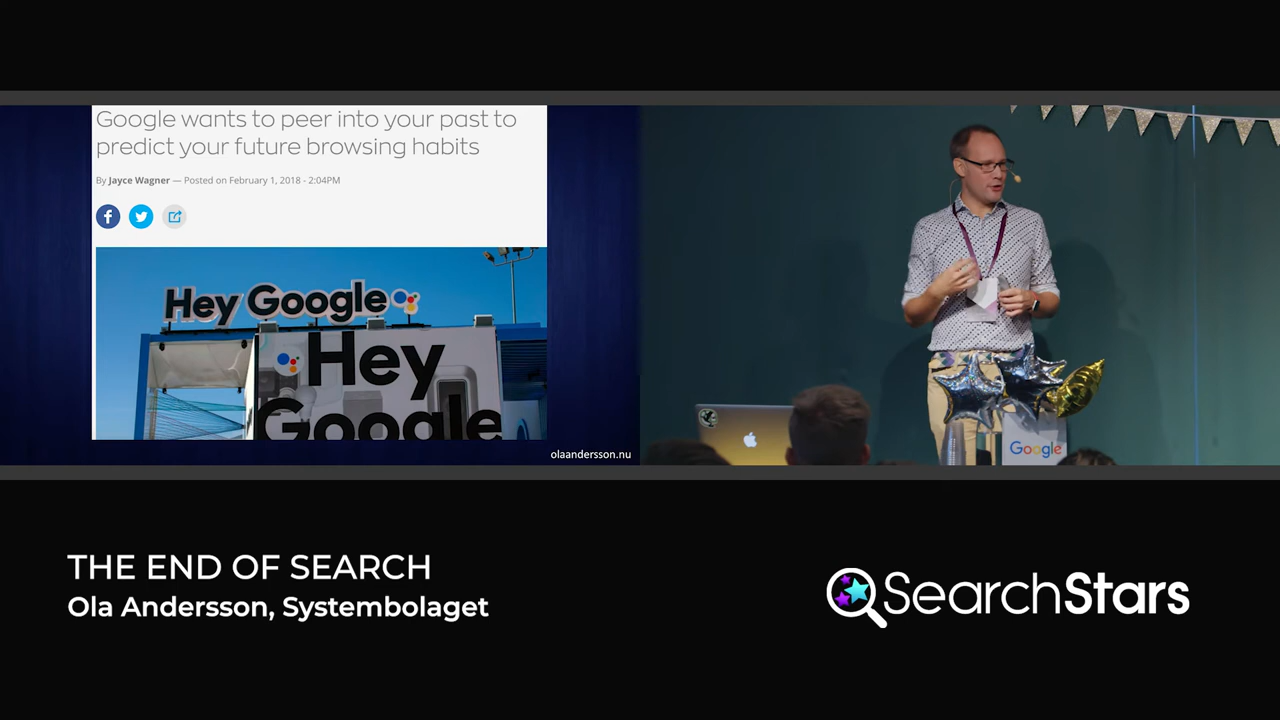 Google wants to peer into your past to
predict your future browsing habits
By Jayce Wagner — Posted on February 1, 2018 - 2:04PM
Hey Google
Hey
Google
olaandersson.nu
Google
THE END OF SEARCH
Ola Andersson, Systembolaget
SearchStars